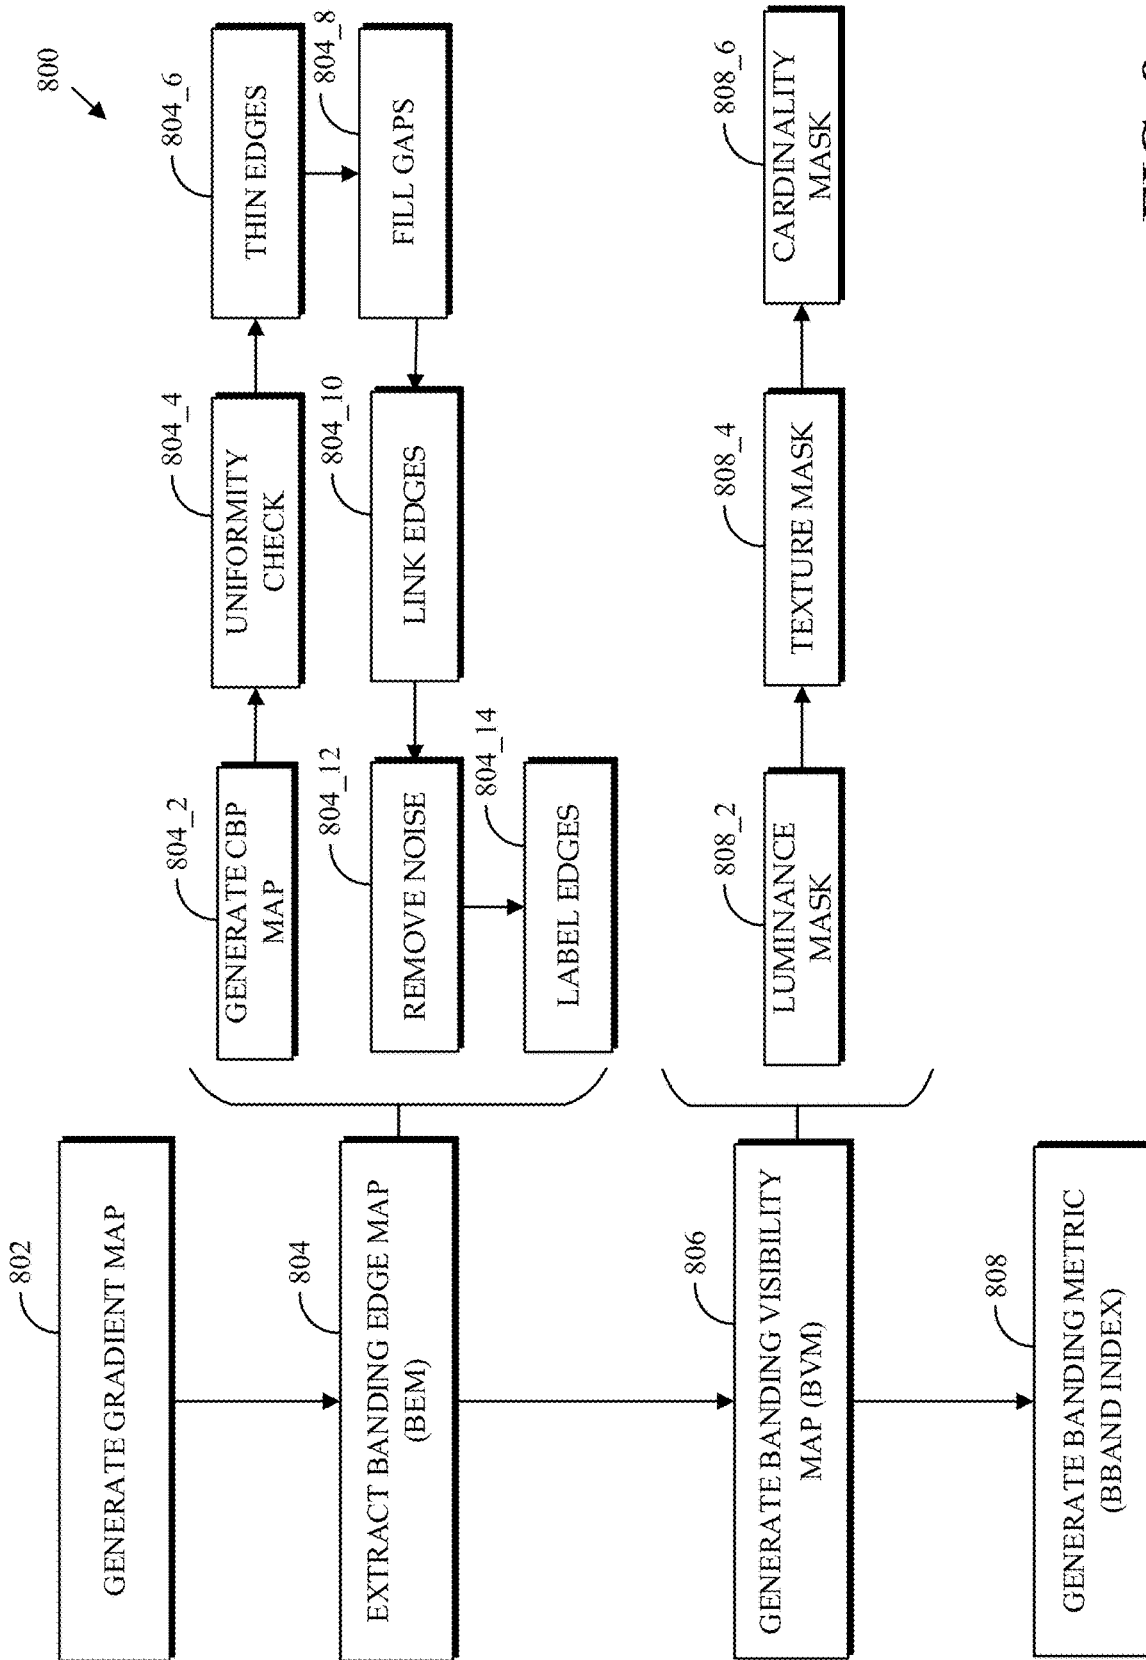 800
802
GENERATE GRADIENT MAP
804
EXTRACT BANDING EDGE MAP
(BEM)
804_2
GENERATE CBP
MAP
804_4
UNIFORMITY
CHECK
804_6
THIN EDGES
804_8
FILL GAPS
804_10
LINK EDGES
804_12
REMOVE NOISE
804_14
LABEL EDGES
806
GENERATE BANDING VISIBILITY
MAP (BVM)
808_2
LUMINANCE
MASK
808_4
TEXTURE MASK
808_6
CARDINALITY
MASK
808
GENERATE BANDING METRIC
(BBAND INDEX)